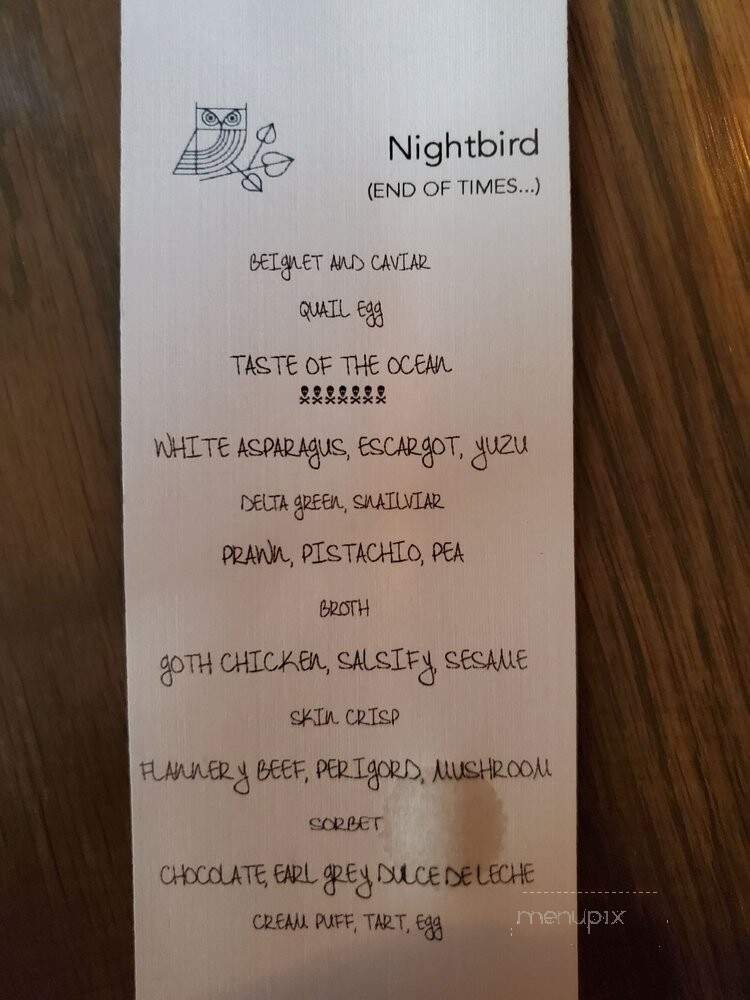 Nightbird
(END OF TIMES...)
BEIgnET AnD CAVIAR
QUAIL Egg
TASTE OF THE OCEAn
☠☠☠☠☠☠☠
WHITE ASPARAgUS, ESCARgOT, yUZU
DELTA gREEn, SnAILVIAR
PRAWn, PISTACHIO, PEA
BROTH
gOTH CHICKEn, SALSIFy, SESAME
SKIn CRISP
FLAnnERy BEEF, PERIgORD, MUSHROOM
SORBET
CHOCOLATE, EARL gREy DULCE DE LECHE
CREAM PUFF, TART, Egg
menupix